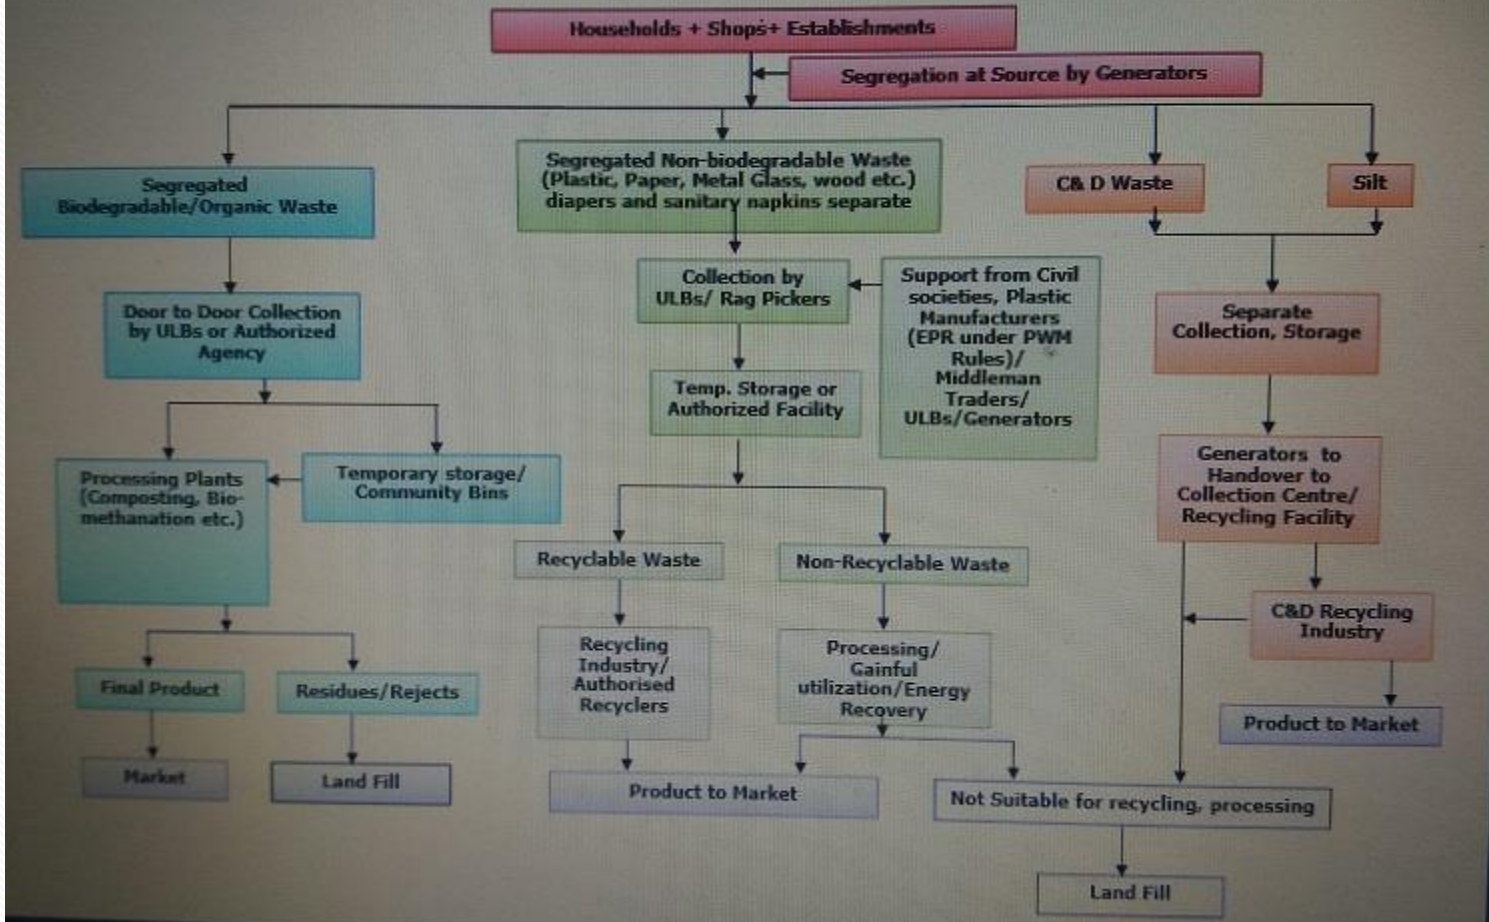 Households + Shops+ Establishments
Segregation at Source by Generators
Segregated
Biodegradable/Organic Waste
Segregated Non-biodegradable Waste
(Plastic, Paper, Metal Glass, wood etc.)
diapers and sanitary napkins separate
C& D Waste
Silt
Door to Door Collection
by ULBs or Authorized
Agency
Collection by
ULBs/ Rag Pickers
Support from Civil
societies, Plastic
Manufacturers
(EPR under PWM
Rules)/
Middleman
Traders/
ULBs/Generators
Separate
Collection, Storage
Temp. Storage or
Authorized Facility
Processing Plants
(Composting, Bio-
methanation etc.)
Temporary storage/
Community Bins
Generators to
Handover to
Collection Centre/
Recycling Facility
Recyclable Waste
Non-Recyclable Waste
C&D Recycling
Industry
Final Product
Residues/Rejects
Recycling
Industry/
Authorised
Recyclers
Processing/
Gainful
utilization/Energy
Recovery
Product to Market
Market
Land Fill
Product to Market
Not Suitable for recycling, processing
Land Fill